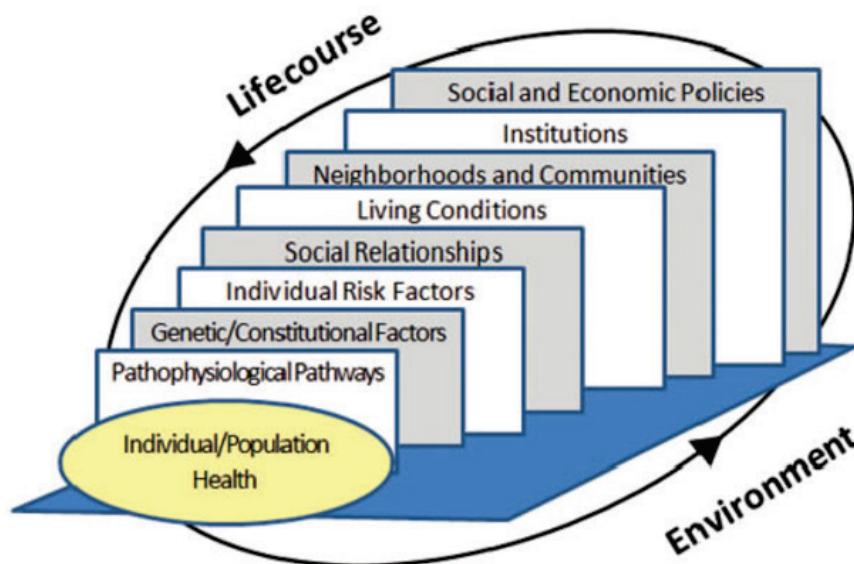 Lifecourse
Social and Economic Policies
Institutions
Neighborhoods and Communities
Living Conditions
Social Relationships
Individual Risk Factors
Genetic/Constitutional Factors
Pathophysiological Pathways
Individual/Population
Health
Environment